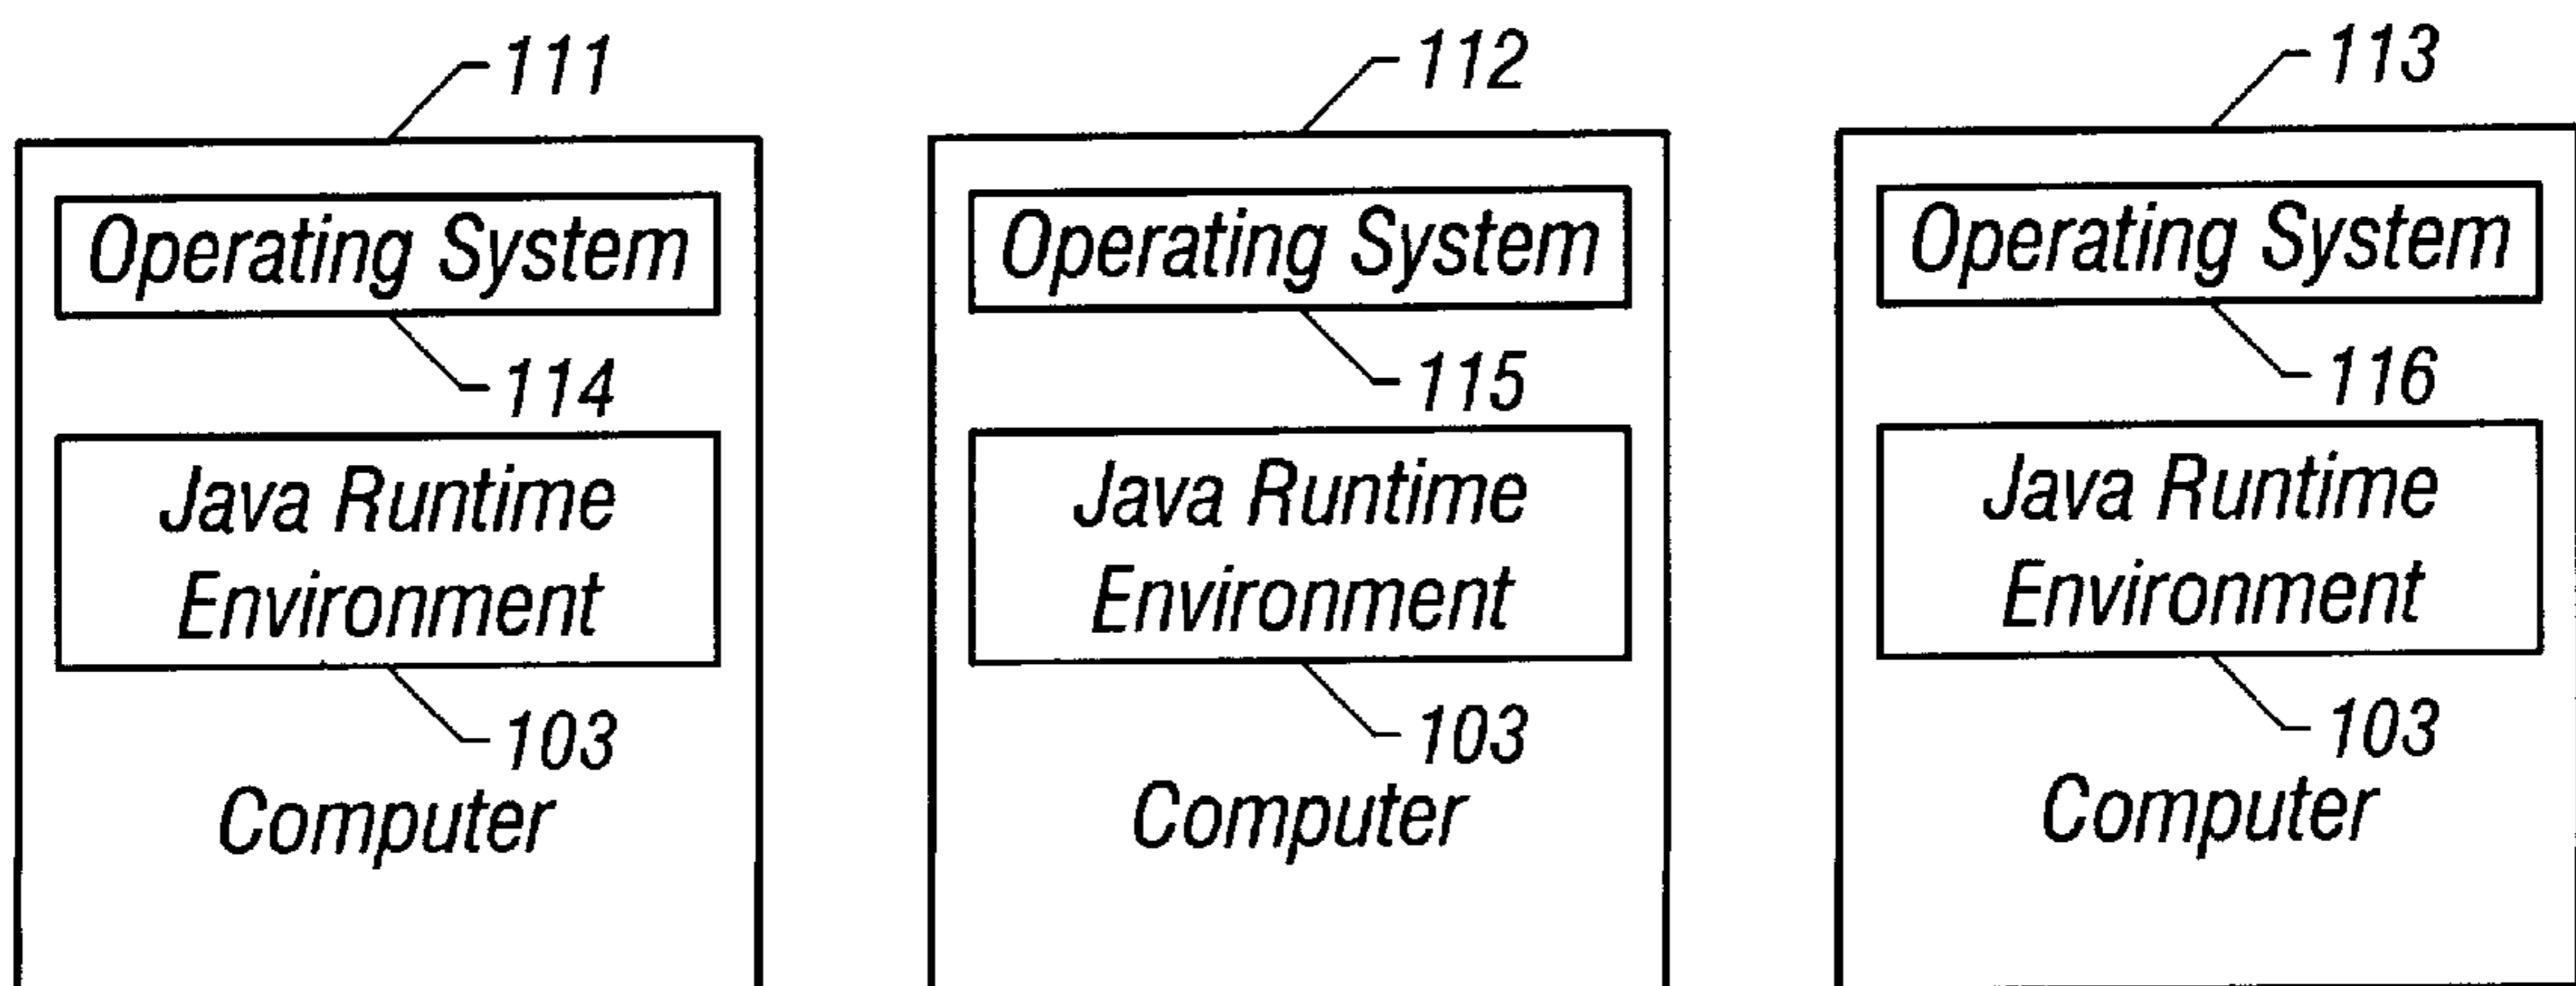 111
112
113
Operating System
Operating System
Operating System
114
115
116
Java Runtime
Environment
Java Runtime
Environment
Java Runtime
Environment
103
103
103
Computer
Computer
Computer